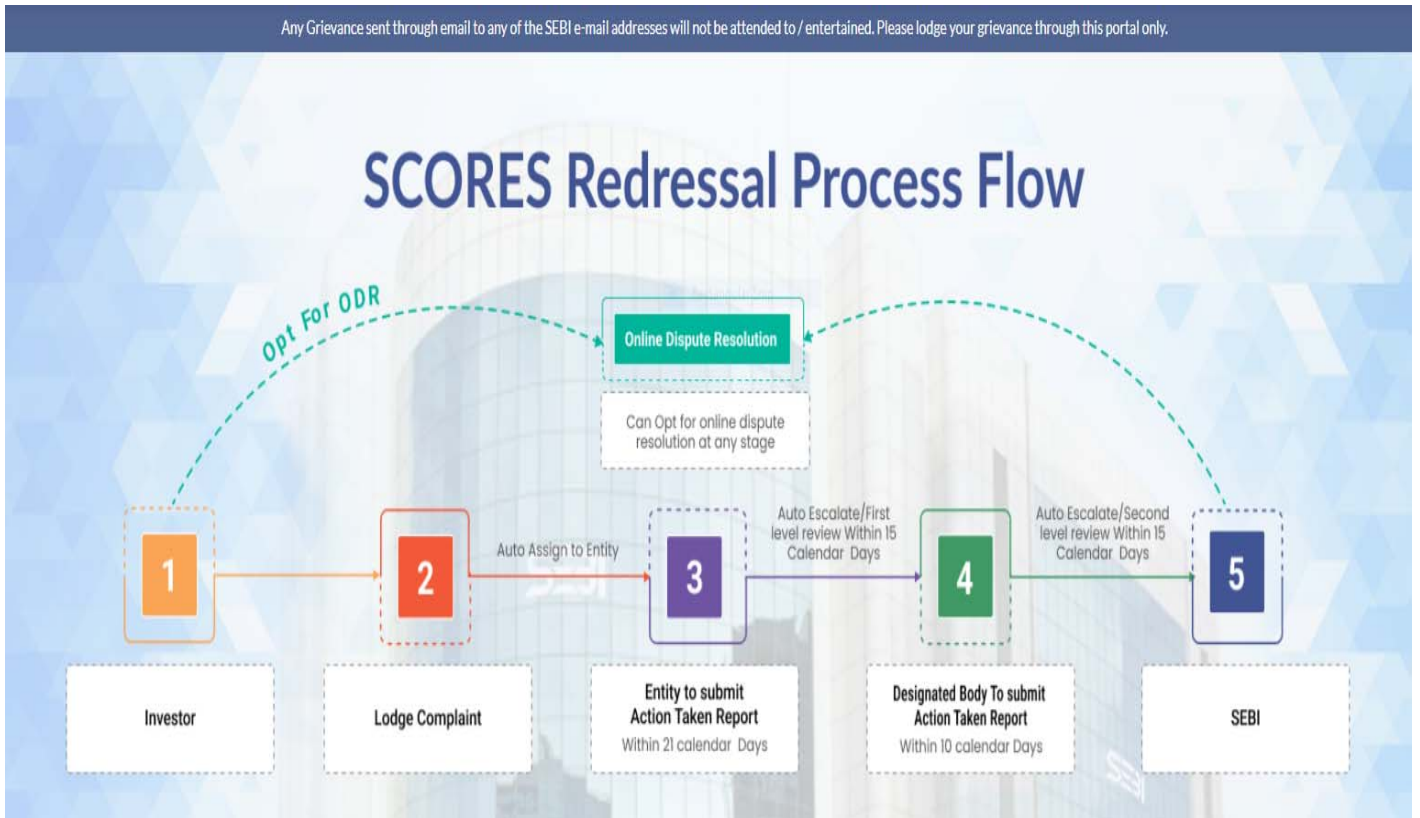 Any Grievance sent through email to any of the SEBI e-mail addresses will not be attended to / entertained. Please lodge your grievance through this portal only.
SCORES Redressal Process Flow
Opt For ODR
Online Dispute Resolution
Can Opt for online dispute
resolution at any stage
1
2
Auto Assign to Entity
3
Auto Escalate/First
level review Within 15
Calendar Days
4
Auto Escalate/Second
level review Within 15
Calendar Days
5
Investor
Lodge Complaint
Entity to submit
Action Taken Report
Within 21 calendar Days
Designated Body To submit
Action Taken Report
Within 10 calendar Days
SEBI
SEBI
SEBI